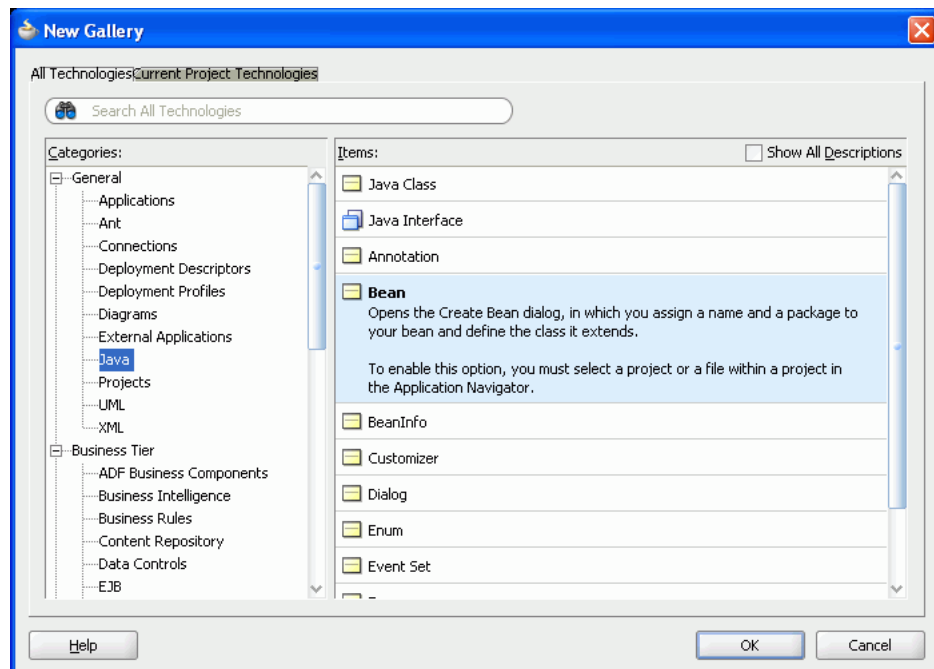 New Gallery
All Technologies Current Project Technologies
Search All Technologies
Categories:
General
Applications
Ant
Connections
Deployment Descriptors
Deployment Profiles
Diagrams
External Applications
Java
Projects
UML
XML
Business Tier
ADF Business Components
Business Intelligence
Business Rules
Content Repository
Data Controls
EJB
Items:
Show All Descriptions
Java Class
Java Interface
Annotation
Bean
Opens the Create Bean dialog, in which you assign a name and a package to
your bean and define the class it extends.
To enable this option, you must select a project or a file within a project in
the Application Navigator.
BeanInfo
Customizer
Dialog
Enum
Event Set
Help
OK
Cancel